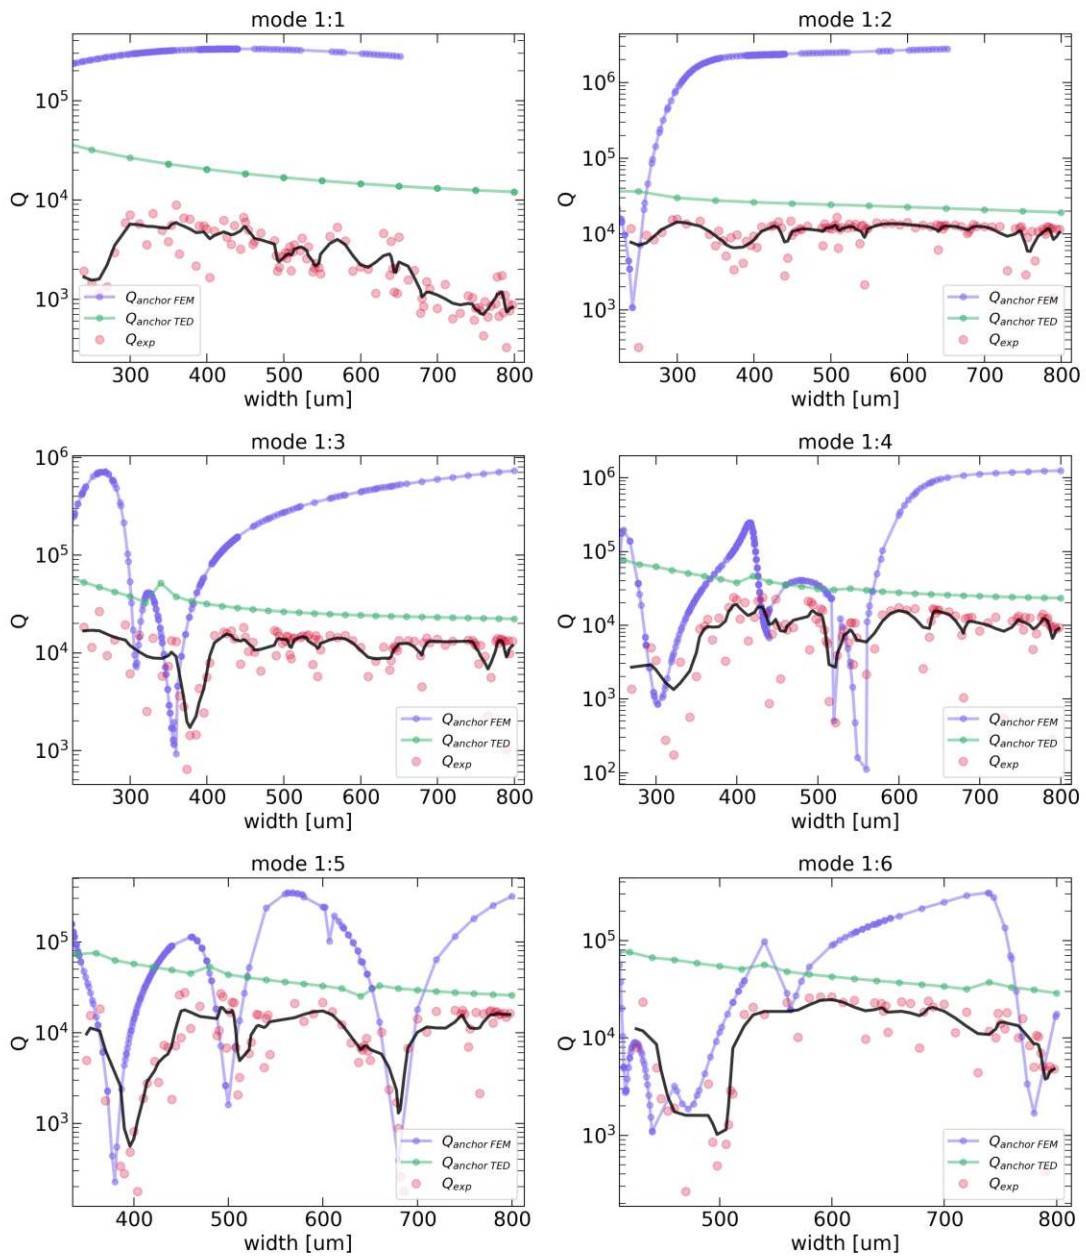 mode 1:1
Q
10^5
10^4
10^3
Q_anchor FEM
Q_anchor TED
Q_exp
300 400 500 600 700 800
width [um]
mode 1:2
Q
10^6
10^5
10^4
10^3
Q_anchor FEM
Q_anchor TED
Q_exp
300 400 500 600 700 800
width [um]
mode 1:3
Q
10^6
10^5
10^4
10^3
Q_anchor FEM
Q_anchor TED
Q_exp
300 400 500 600 700 800
width [um]
mode 1:4
Q
10^6
10^5
10^4
10^3
10^2
Q_anchor FEM
Q_anchor TED
Q_exp
300 400 500 600 700 800
width [um]
mode 1:5
Q
10^5
10^4
10^3
Q_anchor FEM
Q_anchor TED
Q_exp
400 500 600 700 800
width [um]
mode 1:6
Q
10^5
10^4
10^3
Q_anchor FEM
Q_anchor TED
Q_exp
500 600 700 800
width [um]